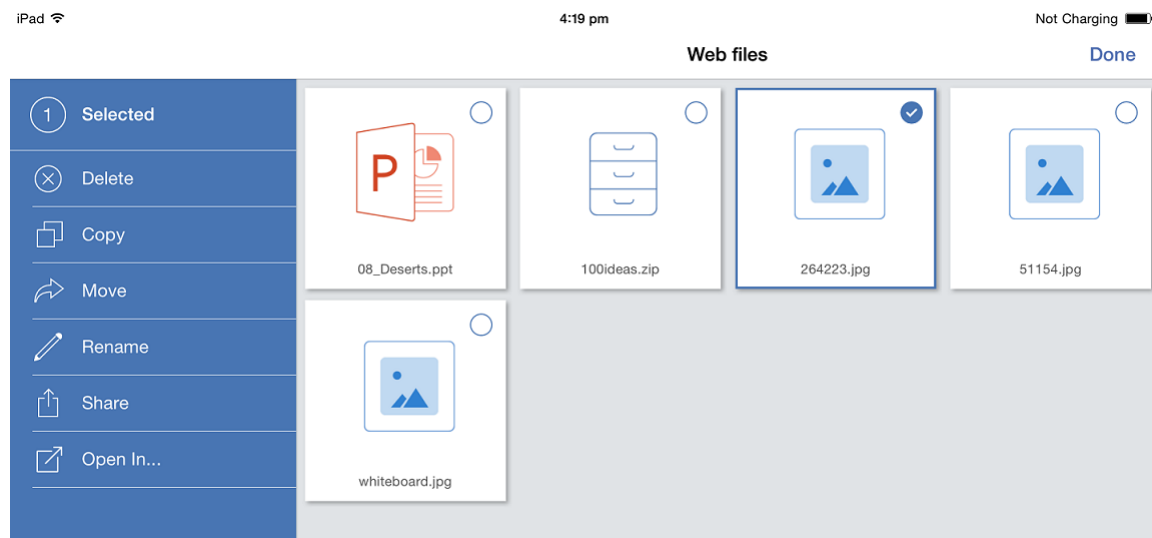 iPad 4:19 pm Not Charging
Web files Done
1 Selected
Delete
Copy
Move
Rename
Share
Open In...
P
08_Deserts.ppt 100ideas.zip 264223.jpg 51154.jpg
whiteboard.jpg